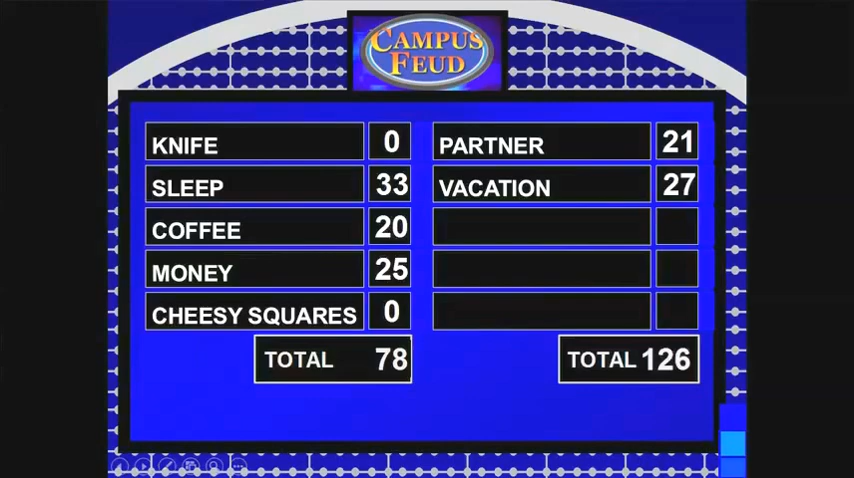 CAMPUS
FEUD
KNIFE 0
SLEEP 33
COFFEE 20
MONEY 25
CHEESY SQUARES 0
TOTAL 78
PARTNER 21
VACATION 27
TOTAL 126